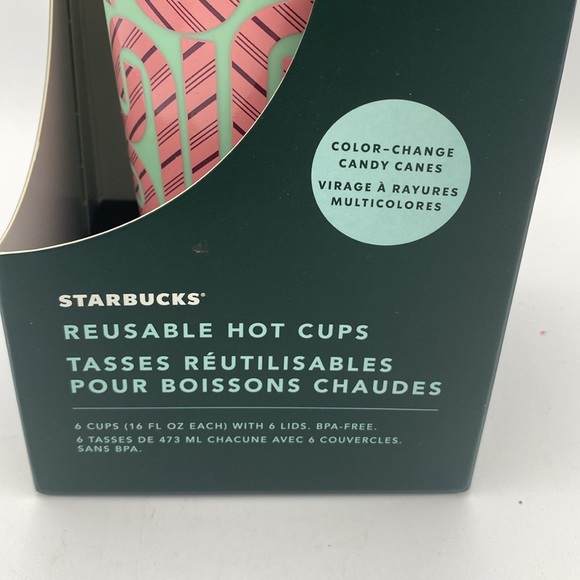 COLOR-CHANGE
CANDY CANES
VIRAGE À RAYURES
MULTICOLORES
STARBUCKS®
REUSABLE HOT CUPS
TASSES RÉUTILISABLES
POUR BOISSONS CHAUDES
6 CUPS (16 FL OZ EACH) WITH 6 LIDS. BPA-FREE.
6 TASSES DE 473 ML CHACUNE AVEC 6 COUVERCLES.
SANS BPA.